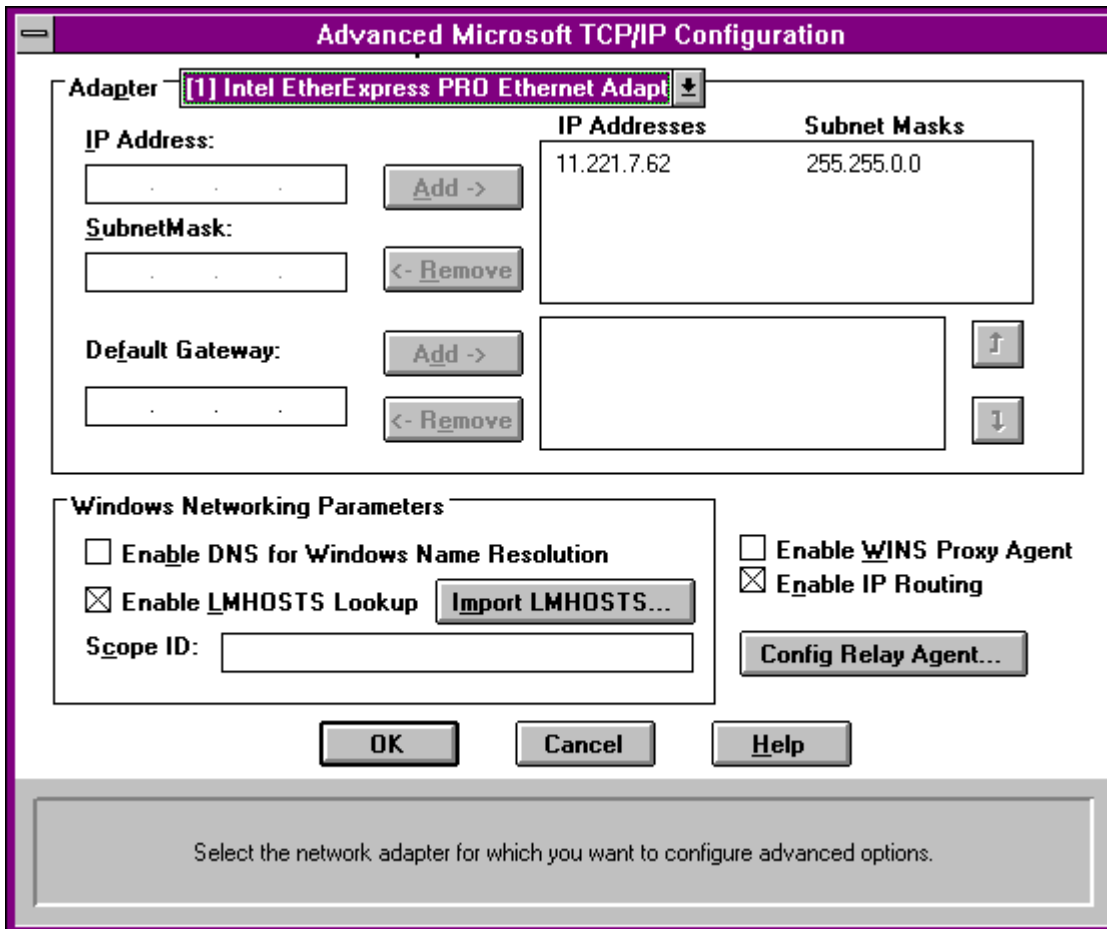 Advanced Microsoft TCP/IP Configuration
Adapter [1] Intel EtherExpress PRO Ethernet Adapt
IP Addresses Subnet Masks
IP Address:
11.221.7.62 255.255.0.0
Add ->
SubnetMask:
<- Remove
Default Gateway:
Add ->
<- Remove
Windows Networking Parameters
Enable DNS for Windows Name Resolution
Enable LMHOSTS Lookup Import LMHOSTS...
Scope ID:
Enable WINS Proxy Agent
Enable IP Routing
Config Relay Agent...
OK Cancel Help
Select the network adapter for which you want to configure advanced options.